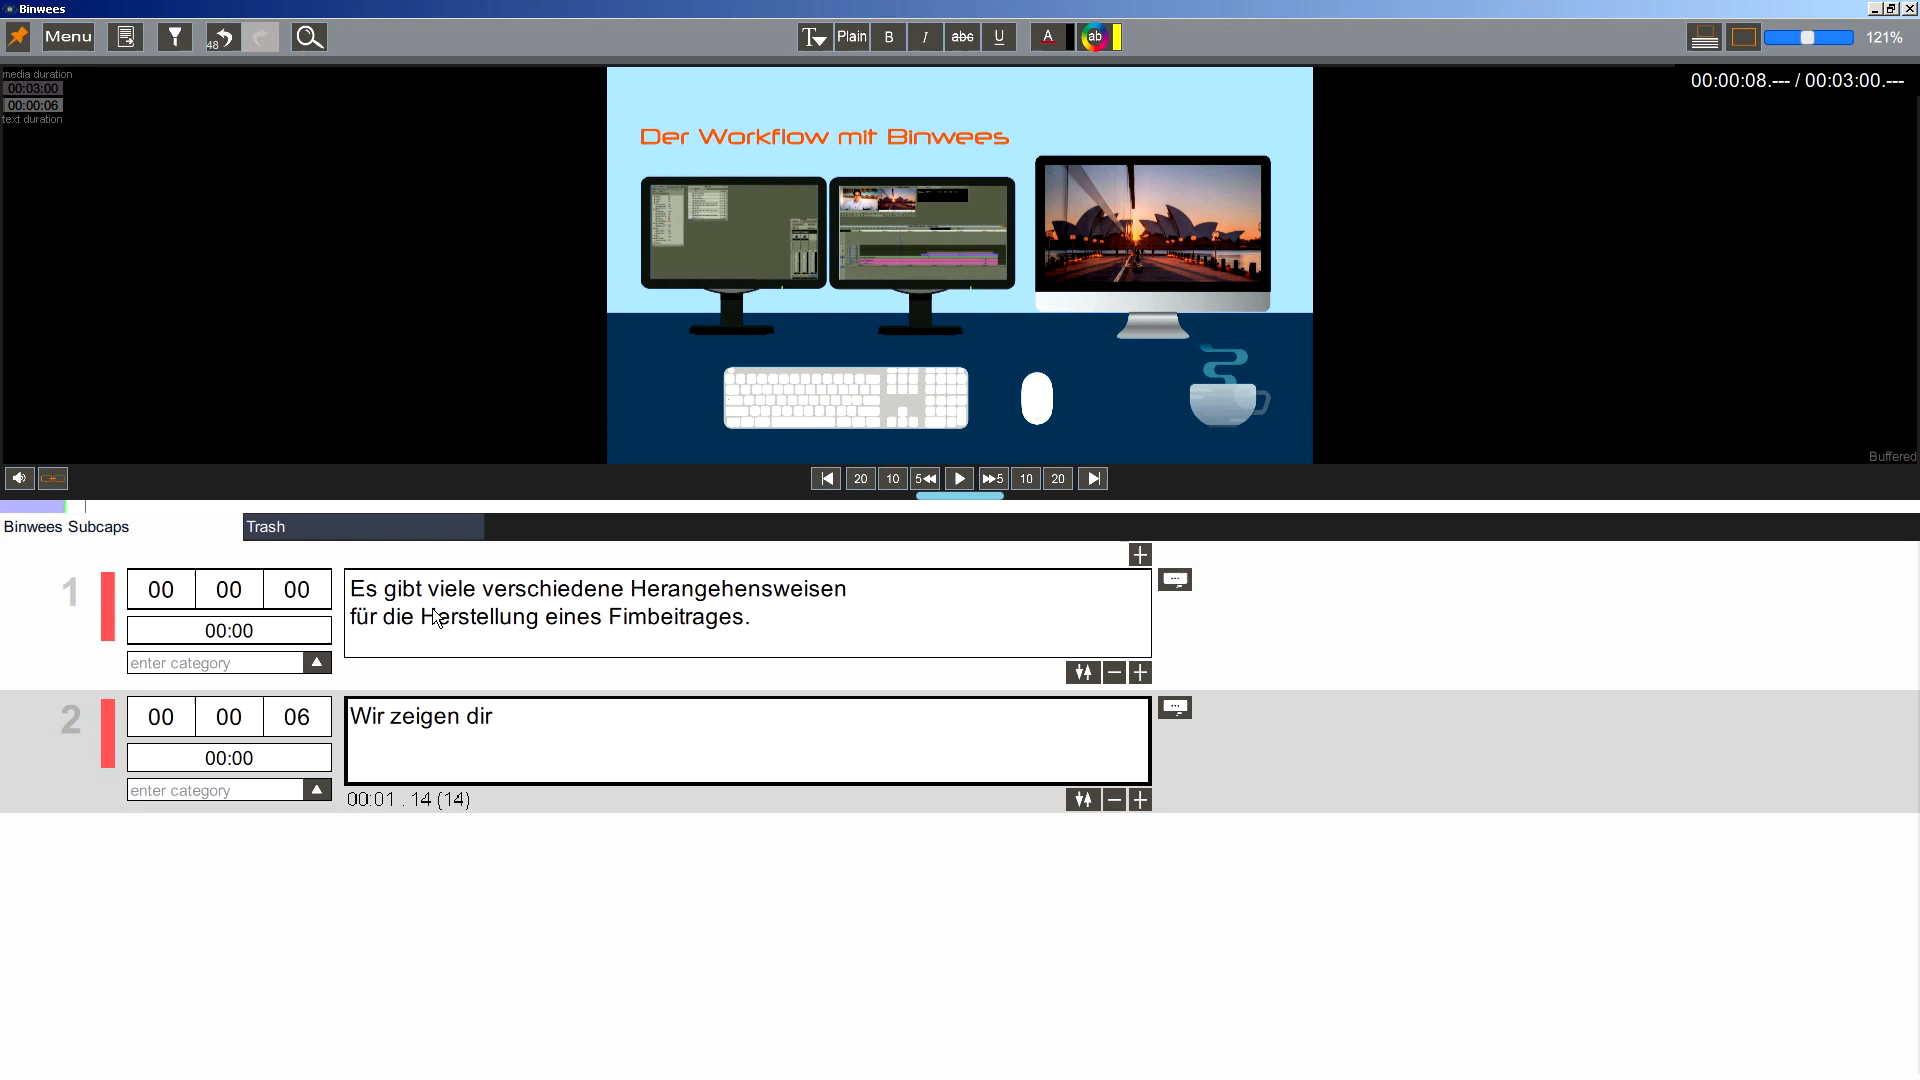 Binwees
Menu
48
Plain
B
I
abc
U
A
ab
121%
media duration
00:03:00
00:00:06
text duration
00:00:08.--- / 00:03:00.---
Der Workflow mit Binwees
Buffered
20
10
5
5
10
20
Binwees Subcaps
Trash
1
00
00
00
Es gibt viele verschiedene Herangehensweisen
für die Herstellung eines Fimbeitrages.
00:00
enter category
2
00
00
06
Wir zeigen dir
00:00
enter category
00:01 . 14 (14)